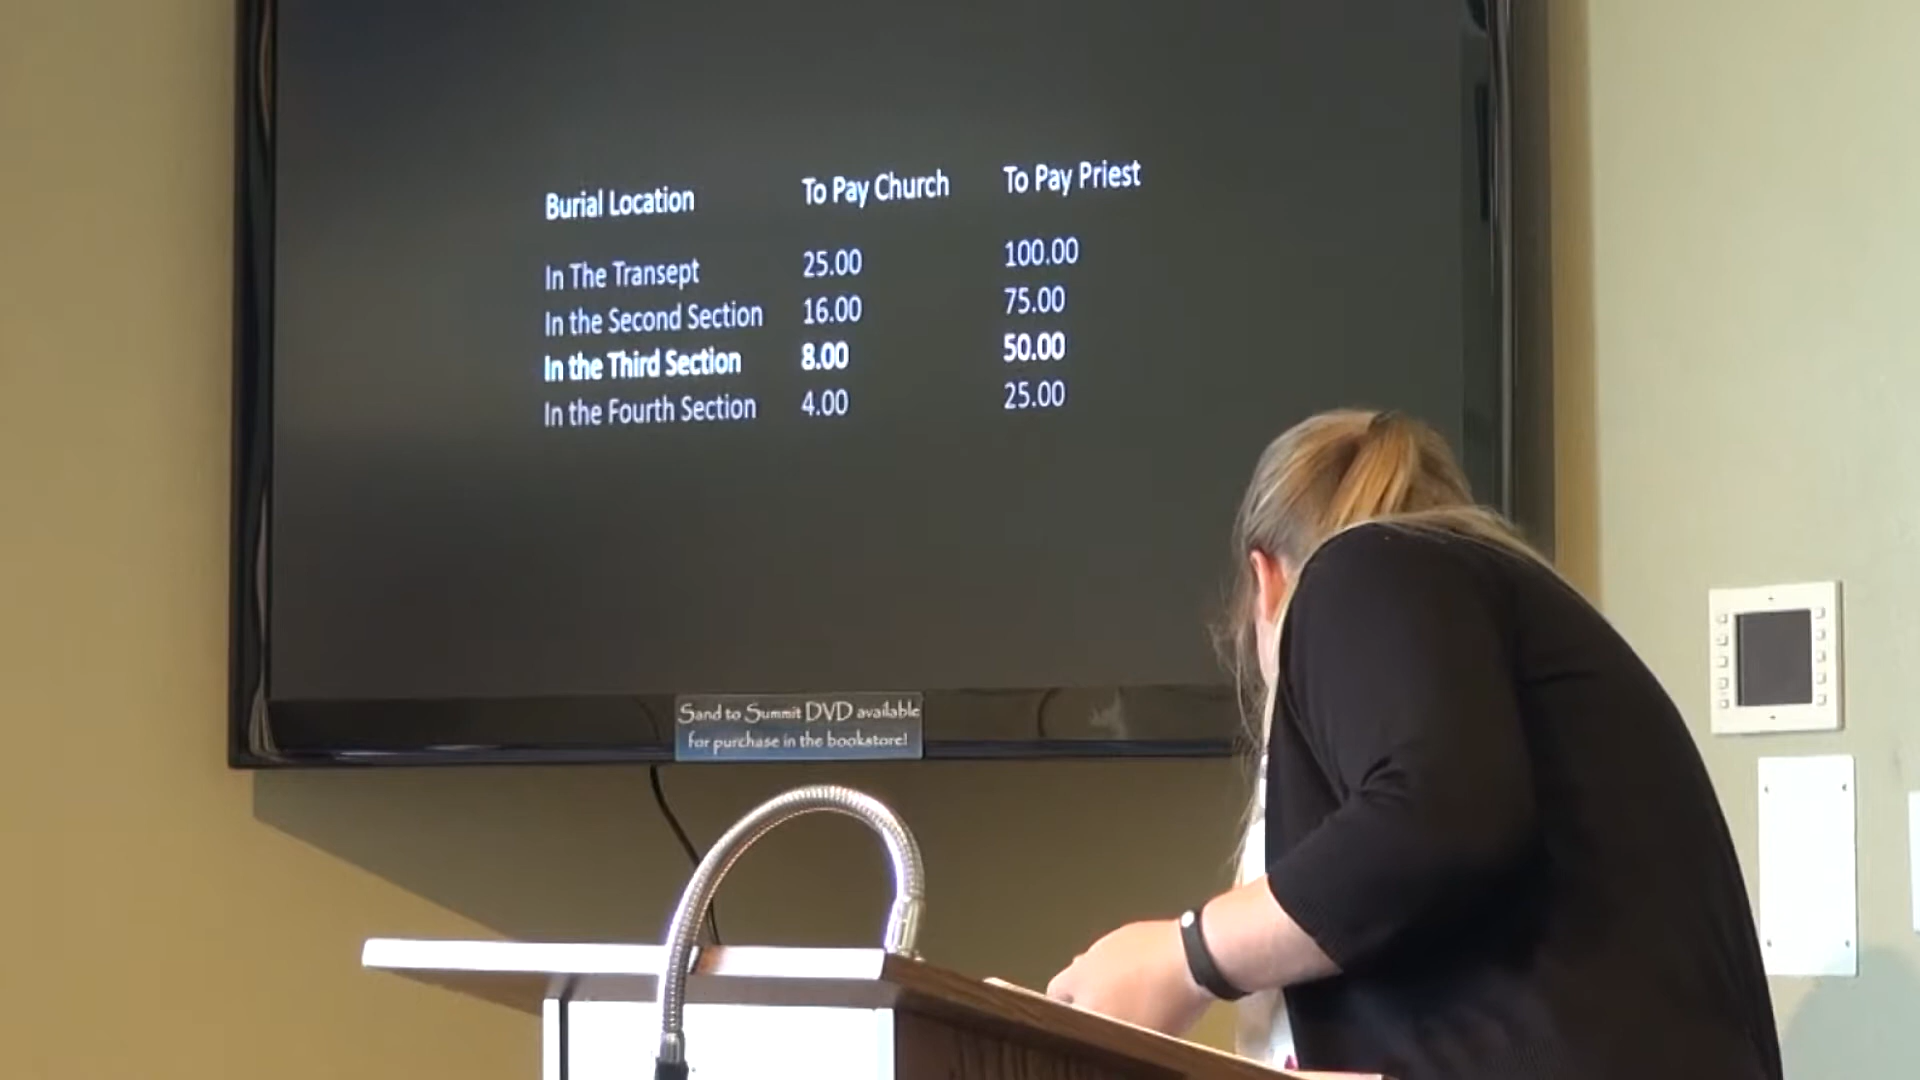 Burial Location To Pay Church To Pay Priest
In The Transept 25.00 100.00
In the Second Section 16.00 75.00
In the Third Section 8.00 50.00
In the Fourth Section 4.00 25.00
Sand to Summit DVD available
for purchase in the bookstore!